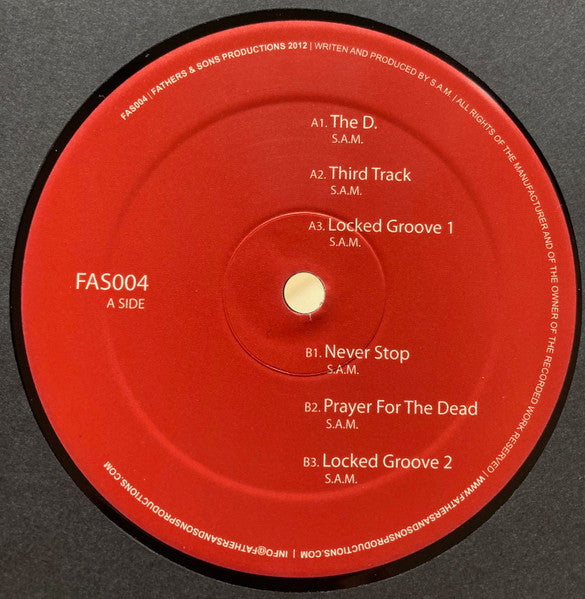 FAS004 | FATHERS & SONS PRODUCTIONS 2012 | WRITEN AND PRODUCED BY S.A.M. | ALL RIGHTS OF THE MANUFACTURER AND OF THE OWNER OF THE RECORDED WORK RESERVED | WWW.FATHERSANDSONSPRODUCTIONS.COM | INFO@FATHERSANDSONSPRODUCTIONS.COM
A1. The D.
S.A.M.
A2. Third Track
S.A.M.
A3. Locked Groove 1
S.A.M.
FAS004
A SIDE
B1. Never Stop
S.A.M.
B2. Prayer For The Dead
S.A.M.
B3. Locked Groove 2
S.A.M.